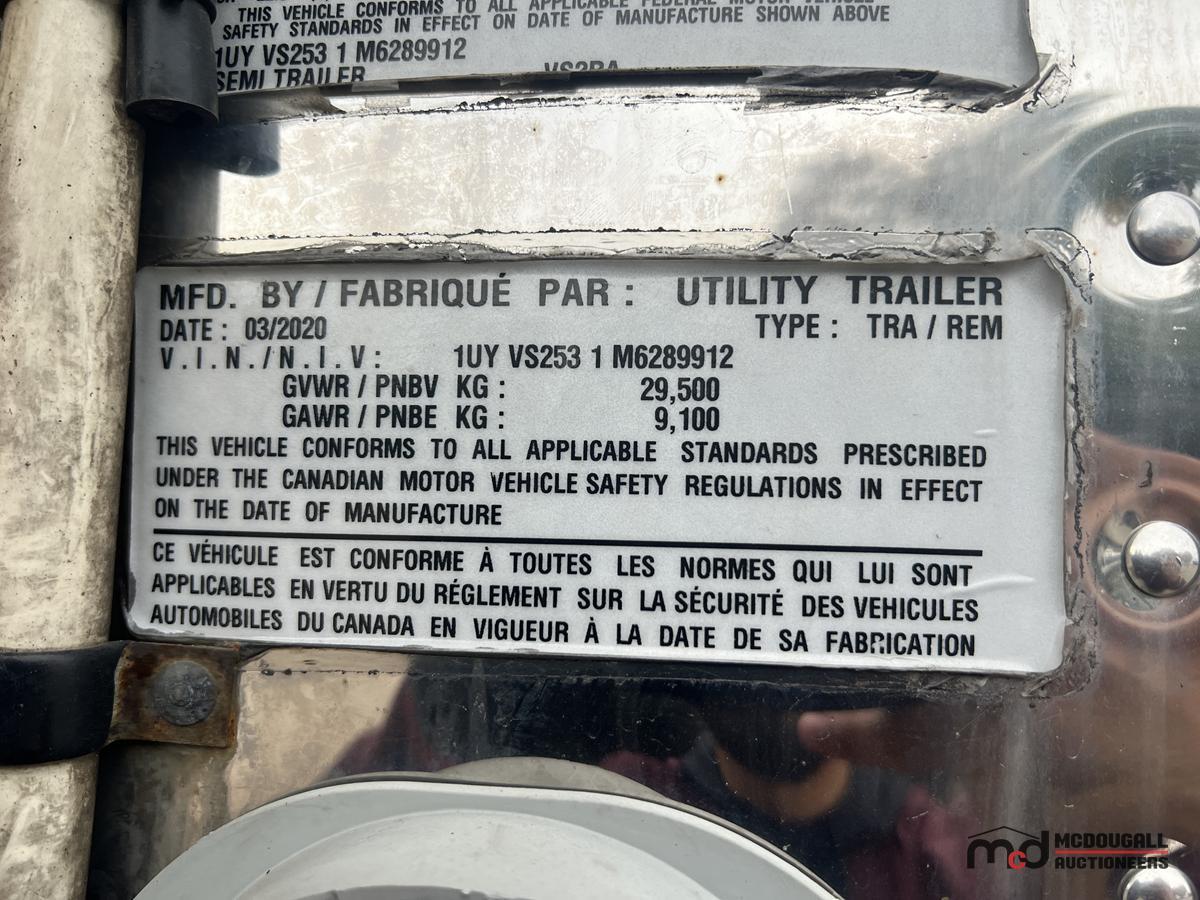 THIS VEHICLE CONFORMS TO ALL APPLICABLE FEDERAL MOTOR VEHICLE
SAFETY STANDARDS IN EFFECT ON DATE OF MANUFACTURE SHOWN ABOVE
1UY VS253 1 M6289912
SEMI TRAILER VS2RA
MFD. BY / FABRIQUÉ PAR : UTILITY TRAILER
DATE : 03/2020 TYPE : TRA / REM
V.I.N./N.I.V: 1UY VS253 1 M6289912
GVWR / PNBV KG : 29,500
GAWR / PNBE KG : 9,100
THIS VEHICLE CONFORMS TO ALL APPLICABLE STANDARDS PRESCRIBED
UNDER THE CANADIAN MOTOR VEHICLE SAFETY REGULATIONS IN EFFECT
ON THE DATE OF MANUFACTURE
CE VÉHICULE EST CONFORME À TOUTES LES NORMES QUI LUI SONT
APPLICABLES EN VERTU DU RÉGLEMENT SUR LA SÉCURITÉ DES VEHICULES
AUTOMOBILES DU CANADA EN VIGUEUR À LA DATE DE SA FABRICATION
mcd MCDOUGALL
AUCTIONEERS